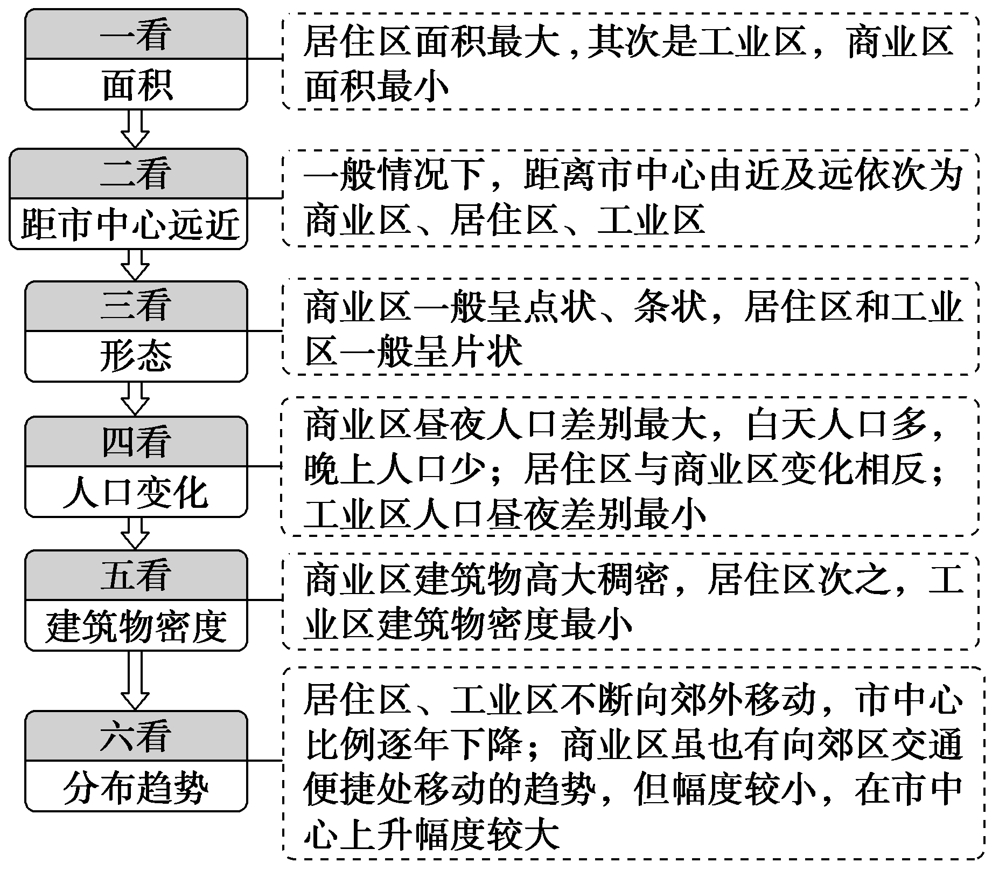 一看
面积
居住区面积最大,其次是工业区，商业区
面积最小
二看
距市中心远近
一般情况下，距离市中心由近及远依次为
商业区、居住区、工业区
三看
形态
商业区一般呈点状、条状，居住区和工业
区一般呈片状
四看
人口变化
商业区昼夜人口差别最大，白天人口多，
晚上人口少；居住区与商业区变化相反；
工业区人口昼夜差别最小
五看
建筑物密度
商业区建筑物高大稠密，居住区次之，工
业区建筑物密度最小
六看
分布趋势
居住区、工业区不断向郊外移动，市中心
比例逐年下降；商业区虽也有向郊区交通
便捷处移动的趋势，但幅度较小，在市中
心上升幅度较大